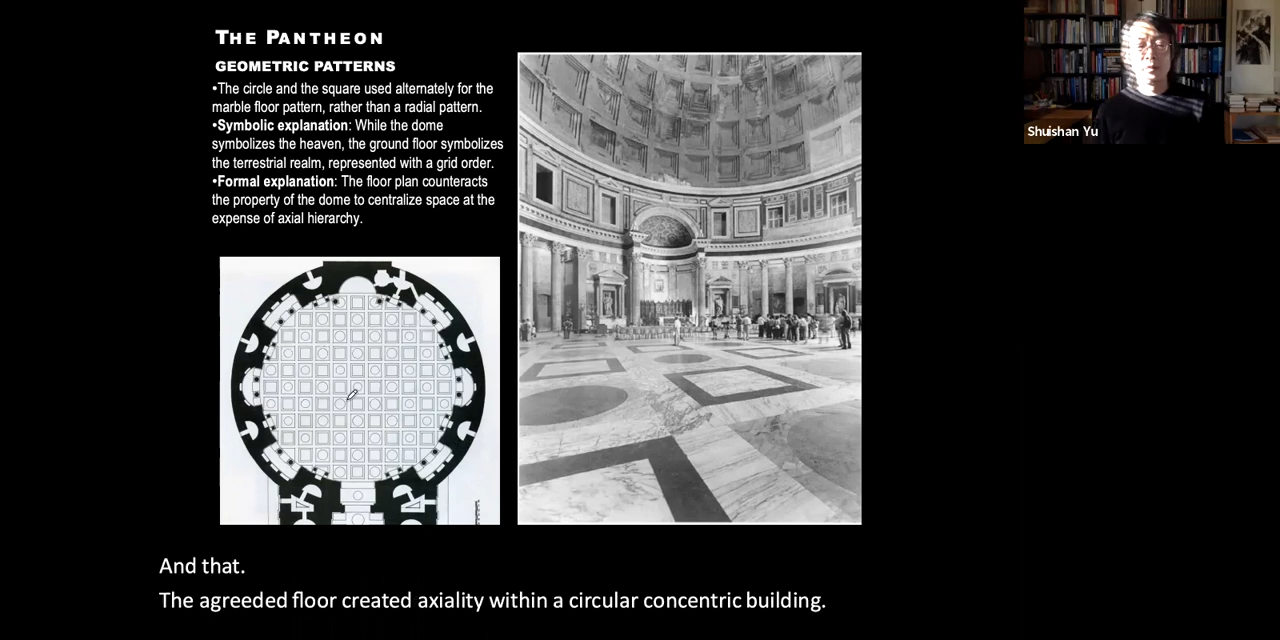 THE PANTHEON
GEOMETRIC PATTERNS
•The circle and the square used alternately for the
marble floor pattern, rather than a radial pattern.
•Symbolic explanation: While the dome
symbolizes the heaven, the ground floor symbolizes
the terrestrial realm, represented with a grid order.
•Formal explanation: The floor plan counteracts
the property of the dome to centralize space at the
expense of axial hierarchy.
Shuishan Yu
And that.
The agreeded floor created axiality within a circular concentric building.